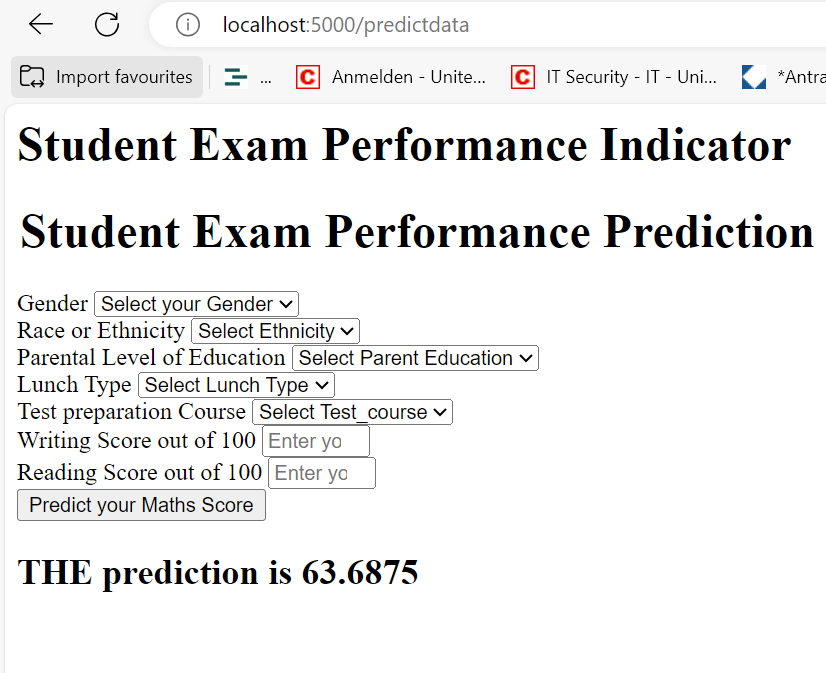 localhost:5000/predictdata
Import favourites ... C Anmelden - Unite... C IT Security - IT - Uni... *Antra
Student Exam Performance Indicator
Student Exam Performance Prediction
Gender Select your Gender
Race or Ethnicity Select Ethnicity
Parental Level of Education Select Parent Education
Lunch Type Select Lunch Type
Test preparation Course Select Test_course
Writing Score out of 100 Enter yo
Reading Score out of 100 Enter yo
Predict your Maths Score
THE prediction is 63.6875